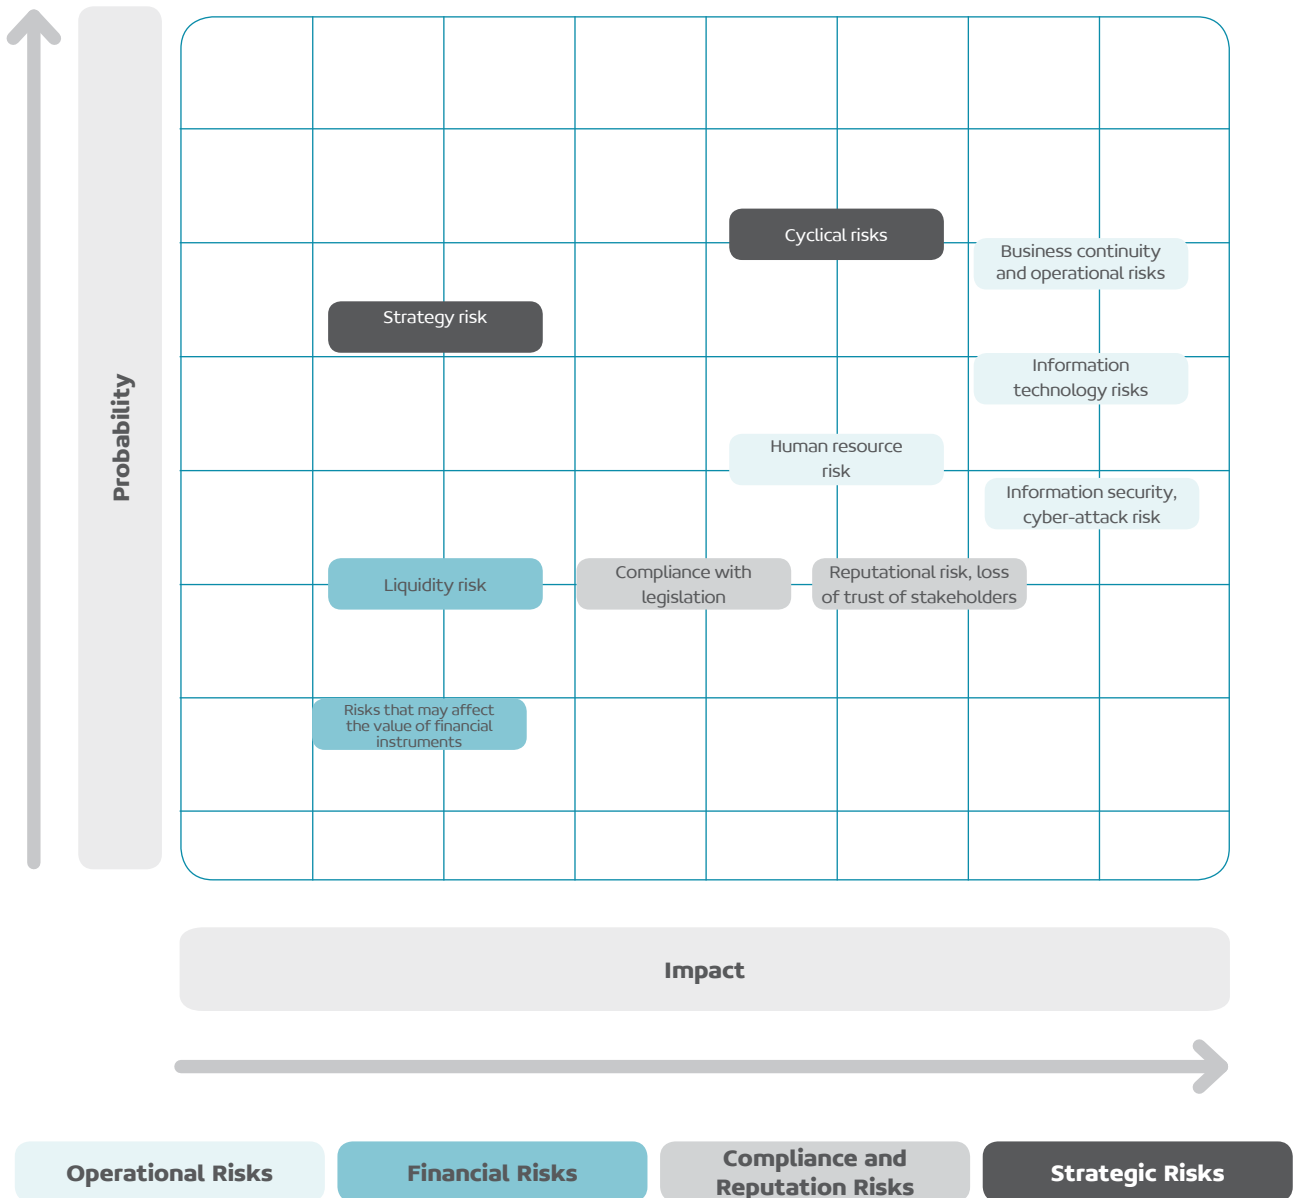 Cyclical risks
Business continuity
and operational risks
Strategy risk
Information
technology risks
Probability
Human resource
risk
Information security,
cyber-attack risk
Liquidity risk
Compliance with
legislation
Reputational risk, loss
of trust of stakeholders
Risks that may affect
the value of financial
instruments
Impact
Operational Risks
Financial Risks
Compliance and
Reputation Risks
Strategic Risks